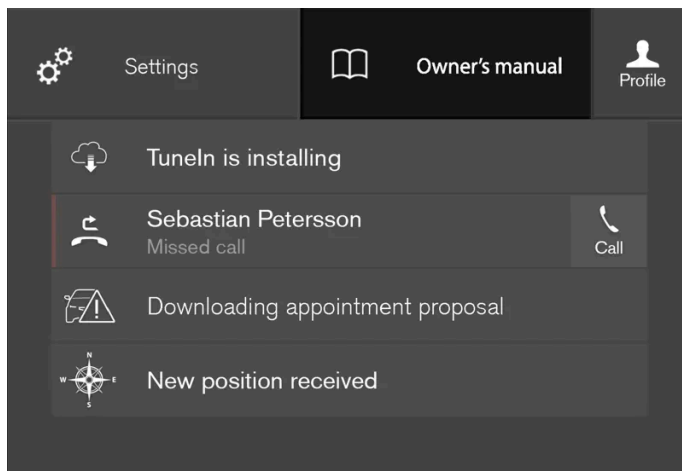 Settings
Owner's manual
Profile
TuneIn is installing
Sebastian Petersson
Missed call
Call
Downloading appointment proposal
N
W E
S
New position received